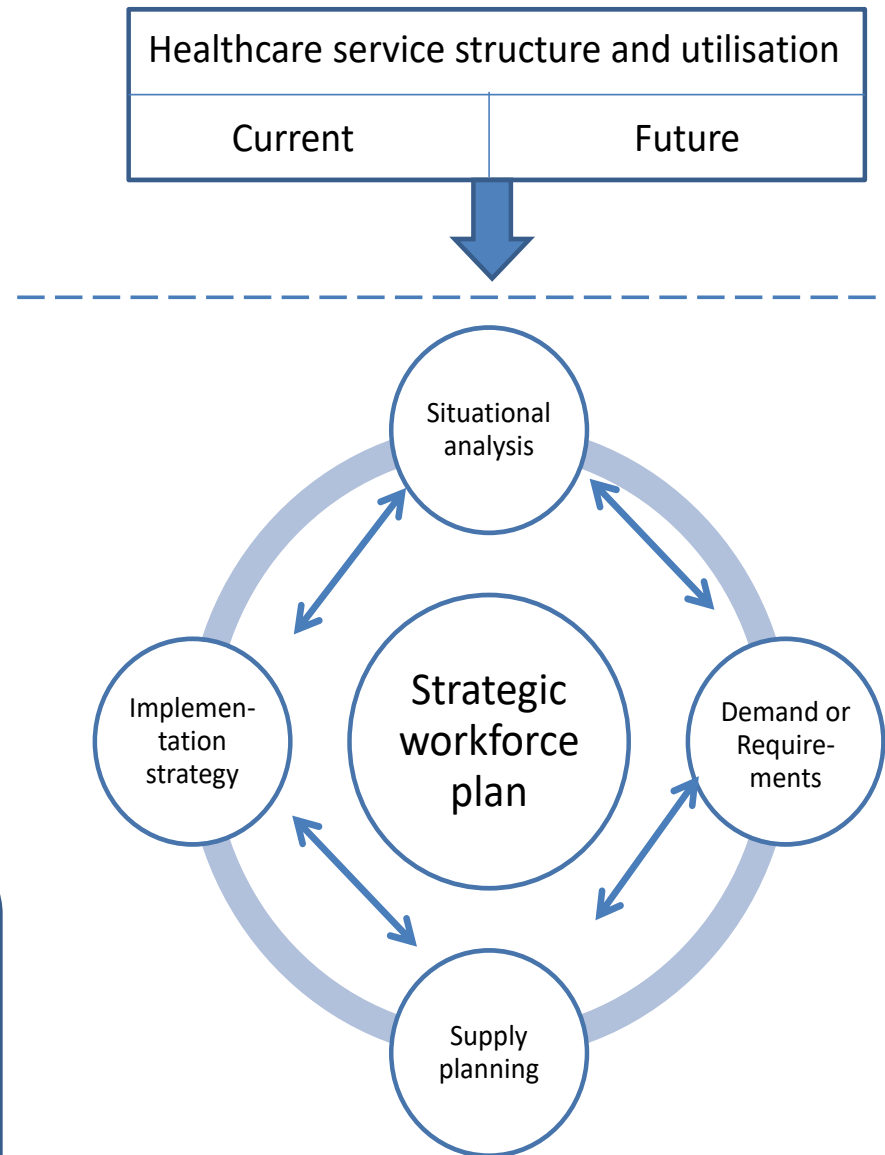 Healthcare service structure and utilisation
Current
Future
Situational
analysis
Implemen-
tation
strategy
Strategic
workforce
plan
Demand or
Require-
ments
Supply
planning